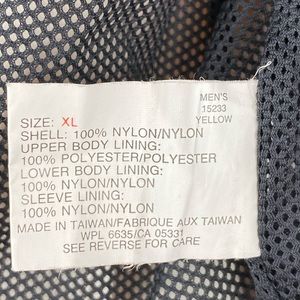 MEN'S
15233
SIZE: XL YELLOW
SHELL: 100% NYLON/NYLON
UPPER BODY LINING:
100% POLYESTER/POLYESTER
LOWER BODY LINING:
100% NYLON/NYLON
SLEEVE LINING:
100% NYLON/NYLON
MADE IN TAIWAN/FABRIQUE AUX TAIWAN
WPL 6635/CA 05331
SEE REVERSE FOR CARE